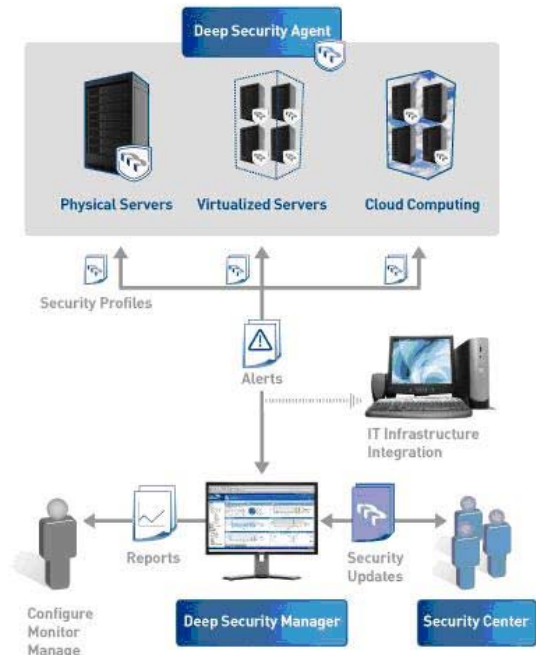 Deep Security Agent
Physical Servers
Virtualized Servers
Cloud Computing
Security Profiles
Alerts
IT Infrastructure
Integration
Reports
Security
Updates
Configure
Monitor
Manage
Deep Security Manager
Security Center